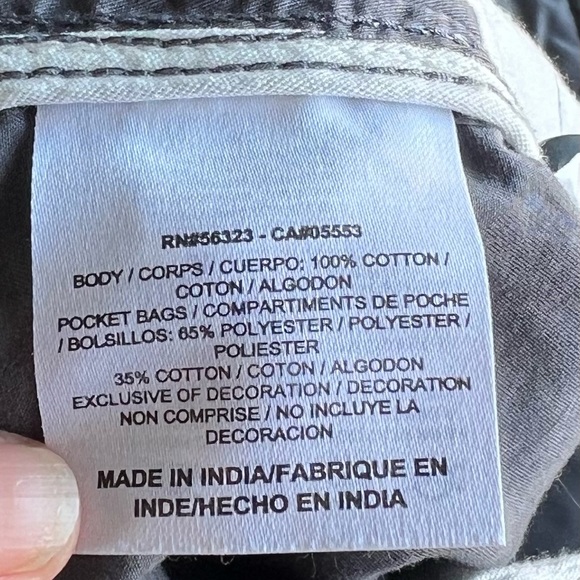 RN#56323 - CA#05553
BODY / CORPS / CUERPO: 100% COTTON /
COTON / ALGODON
POCKET BAGS / COMPARTIMENTS DE POCHE
/ BOLSILLOS: 65% POLYESTER / POLYESTER /
POLIESTER
35% COTTON / COTON / ALGODON
EXCLUSIVE OF DECORATION / DECORATION
NON COMPRISE / NO INCLUYE LA
DECORACION
MADE IN INDIA/FABRIQUE EN
INDE/HECHO EN INDIA